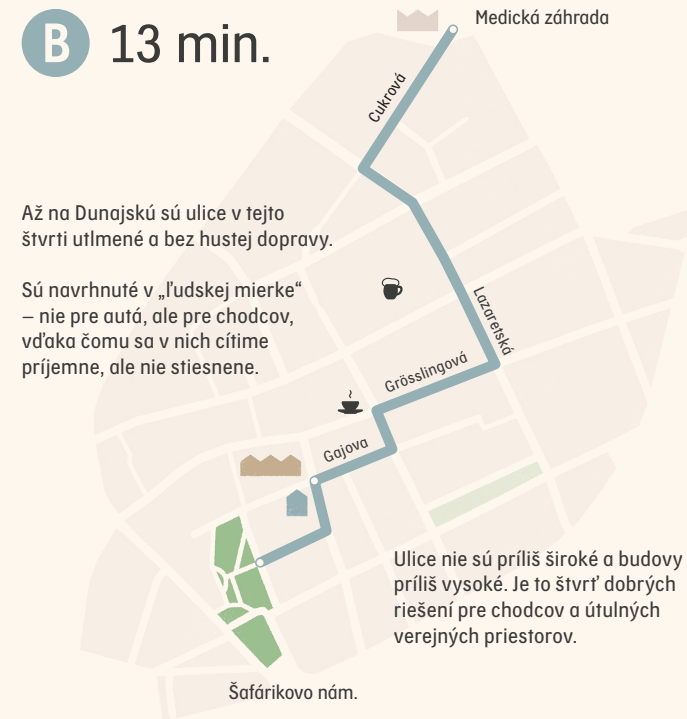 B 13 min.
Medická záhrada
Cukrová
Až na Dunajskú sú ulice v tejto
štvrti utlmené a bez hustej dopravy.
Sú navrhnuté v „ľudskej mierke“
– nie pre autá, ale pre chodcov,
vďaka čomu sa v nich cítime
príjemne, ale nie stiesnene.
Lazaretská
Grösslingová
Gajova
Ulice nie sú príliš široké a budovy
príliš vysoké. Je to štvrť dobrých
riešení pre chodcov a útulných
verejných priestorov.
Šafárikovo nám.